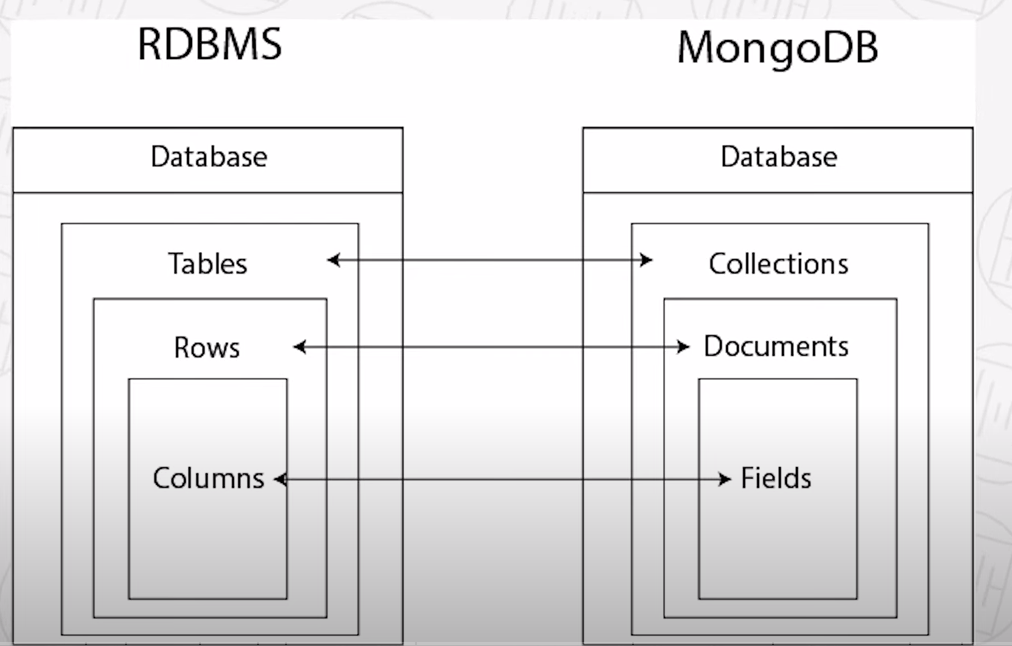 RDBMS
MongoDB
Database
Database
Tables
Collections
Rows
Documents
Columns
Fields